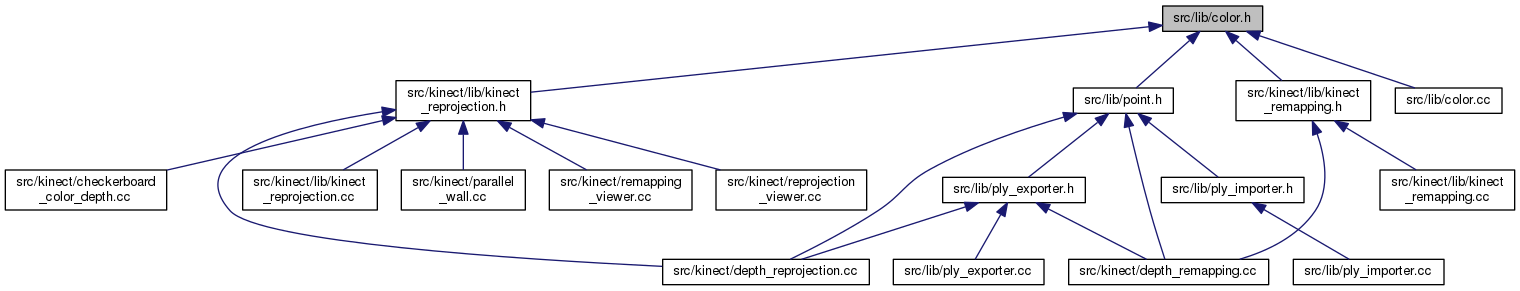 src/lib/color.h
src/kinect/lib/kinect
_reprojection.h
src/lib/point.h
src/kinect/lib/kinect
_remapping.h
src/lib/color.cc
src/kinect/checkerboard
_color_depth.cc
src/kinect/lib/kinect
_reprojection.cc
src/kinect/parallel
_wall.cc
src/kinect/remapping
_viewer.cc
src/kinect/reprojection
_viewer.cc
src/lib/ply_exporter.h
src/lib/ply_importer.h
src/kinect/lib/kinect
_remapping.cc
src/kinect/depth_reprojection.cc
src/lib/ply_exporter.cc
src/kinect/depth_remapping.cc
src/lib/ply_importer.cc